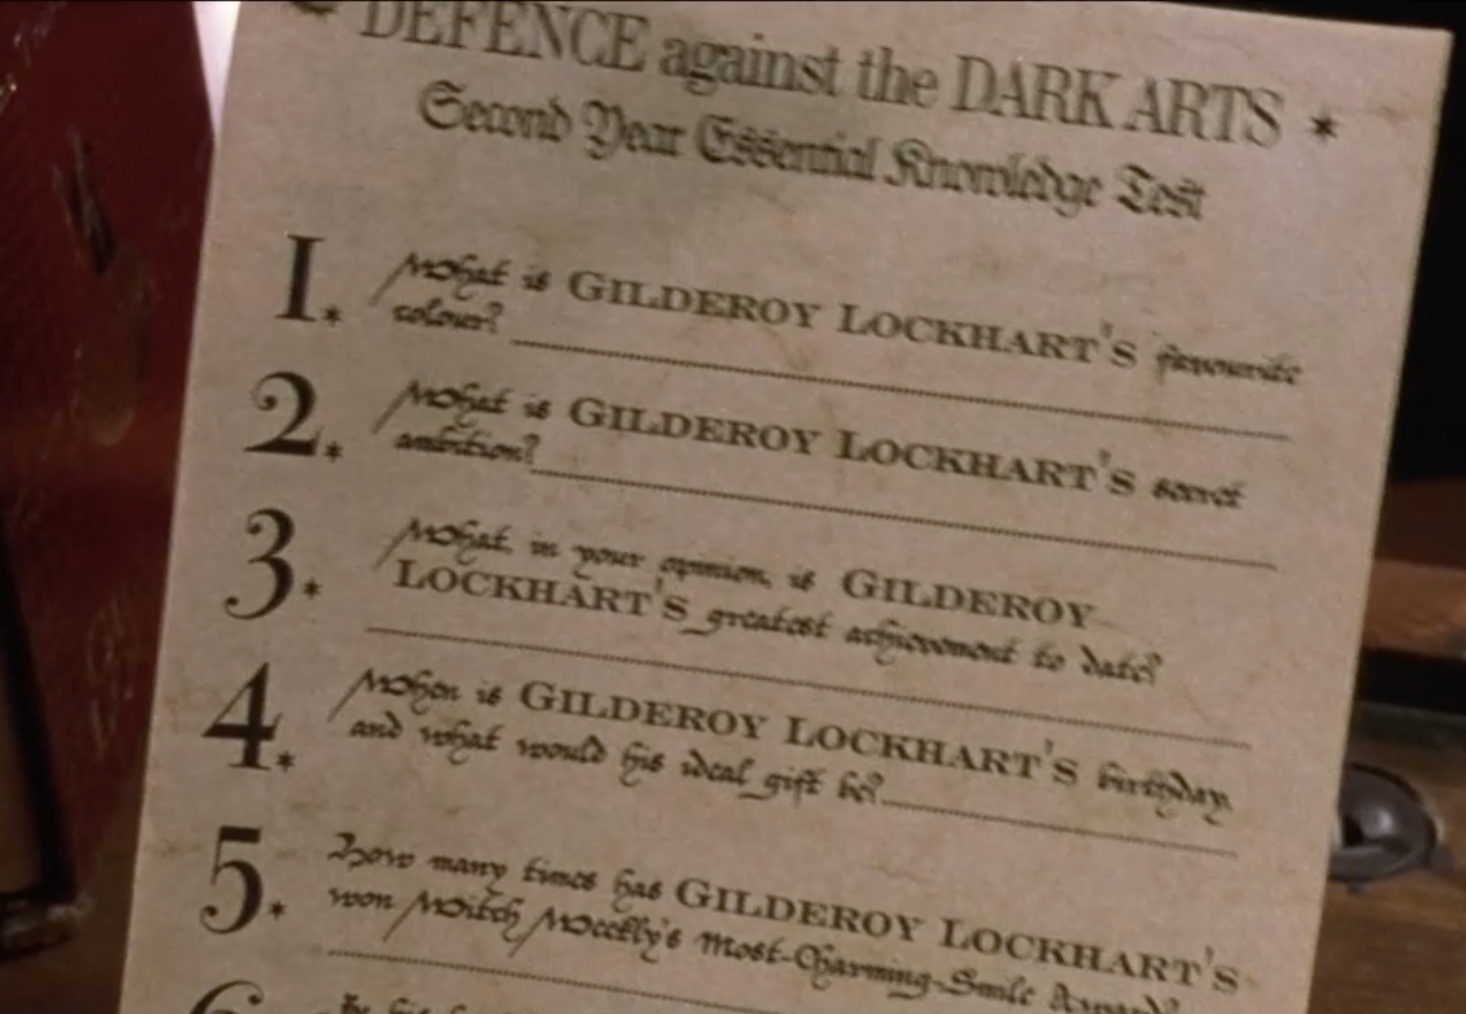 DEFENCE against the DARK ARTS *
Second Year Essential Knowledge Test
1. What is GILDEROY LOCKHART'S favourite
colour?
2. What is GILDEROY LOCKHART'S secret
ambition?
3. What, in your opinion, is GILDEROY
LOCKHART'S greatest achievement to date?
4. When is GILDEROY LOCKHART'S birthday,
and what would his ideal gift be?
5. How many times has GILDEROY LOCKHART'S
won Witch Weekly's Most-Charming-Smile Award?
6.